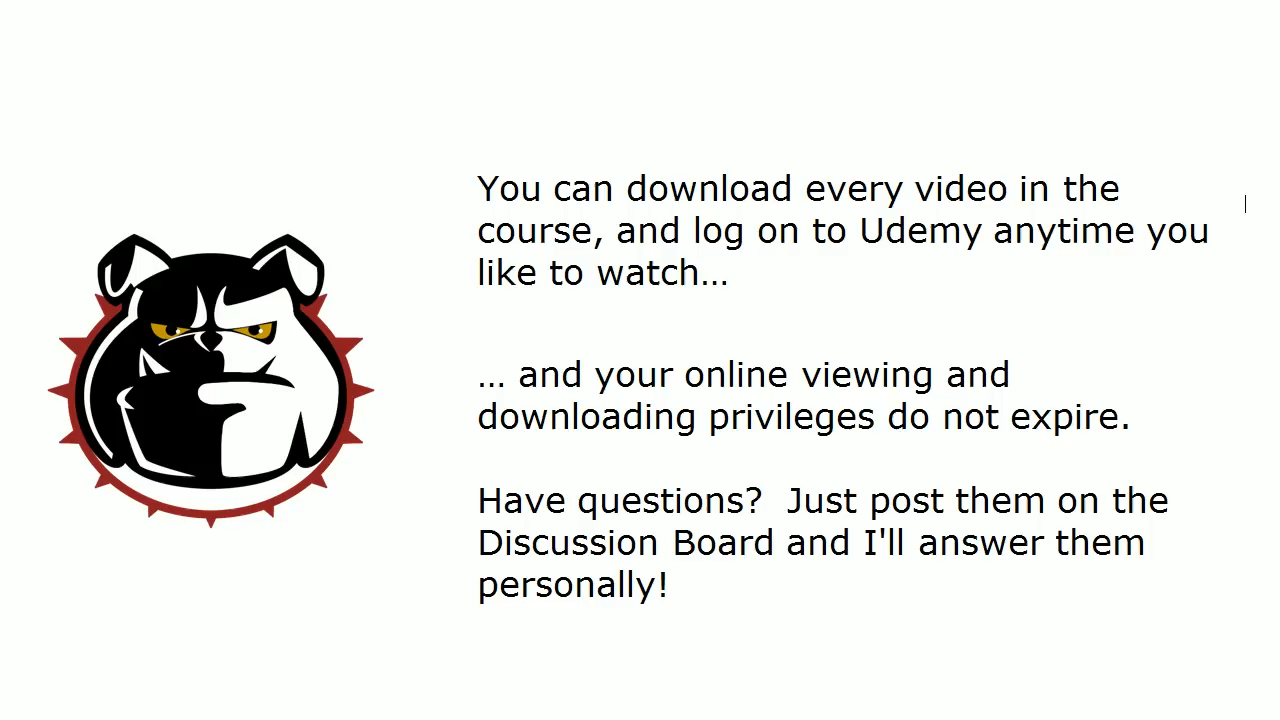 You can download every video in the
course, and log on to Udemy anytime you
like to watch…
… and your online viewing and
downloading privileges do not expire.
Have questions?  Just post them on the
Discussion Board and I'll answer them
personally!